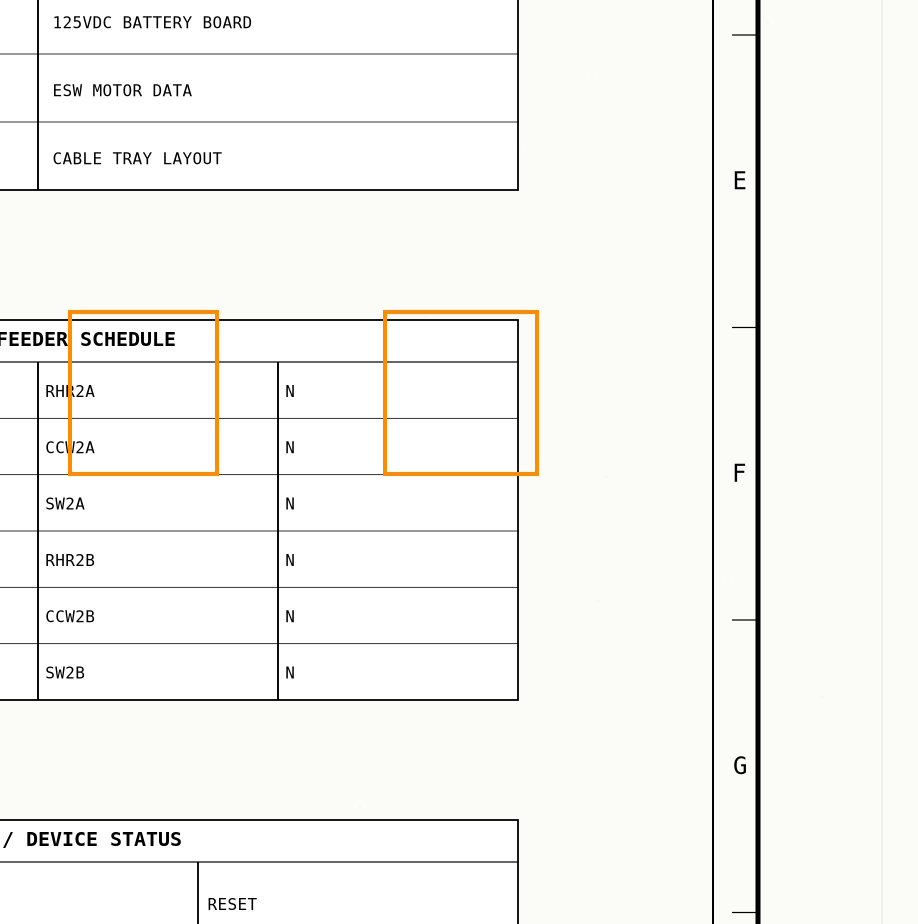 125VDC BATTERY BOARD
ESW MOTOR DATA
CABLE TRAY LAYOUT
E
FEEDER SCHEDULE
RHR2A N
CCW2A N
F
SW2A N
RHR2B N
CCW2B N
SW2B N
G
/ DEVICE STATUS
RESET